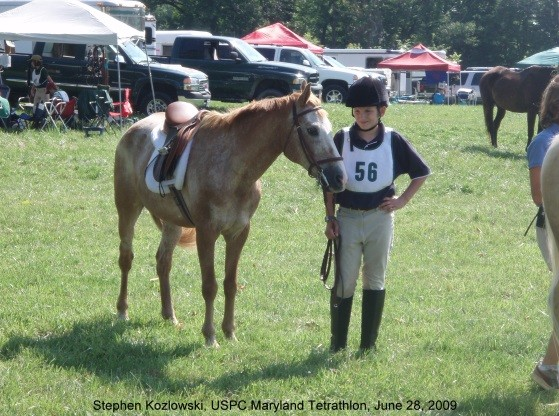 56
Stephen Kozlowski, USPC Maryland Tetrathlon, June 28, 2009